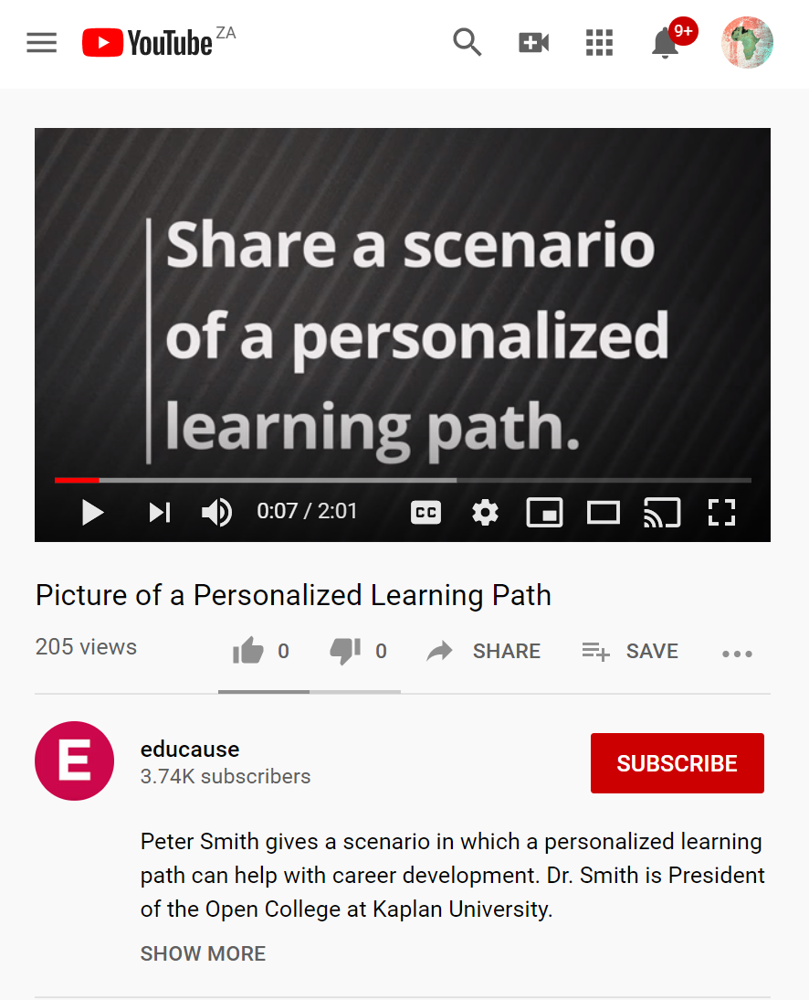 YouTube ZA
9+
Share a scenario
of a personalized
learning path.
0:07 / 2:01
CC
Picture of a Personalized Learning Path
205 views
0
0
SHARE
SAVE
E
educause
3.74K subscribers
SUBSCRIBE
Peter Smith gives a scenario in which a personalized learning
path can help with career development. Dr. Smith is President
of the Open College at Kaplan University.
SHOW MORE